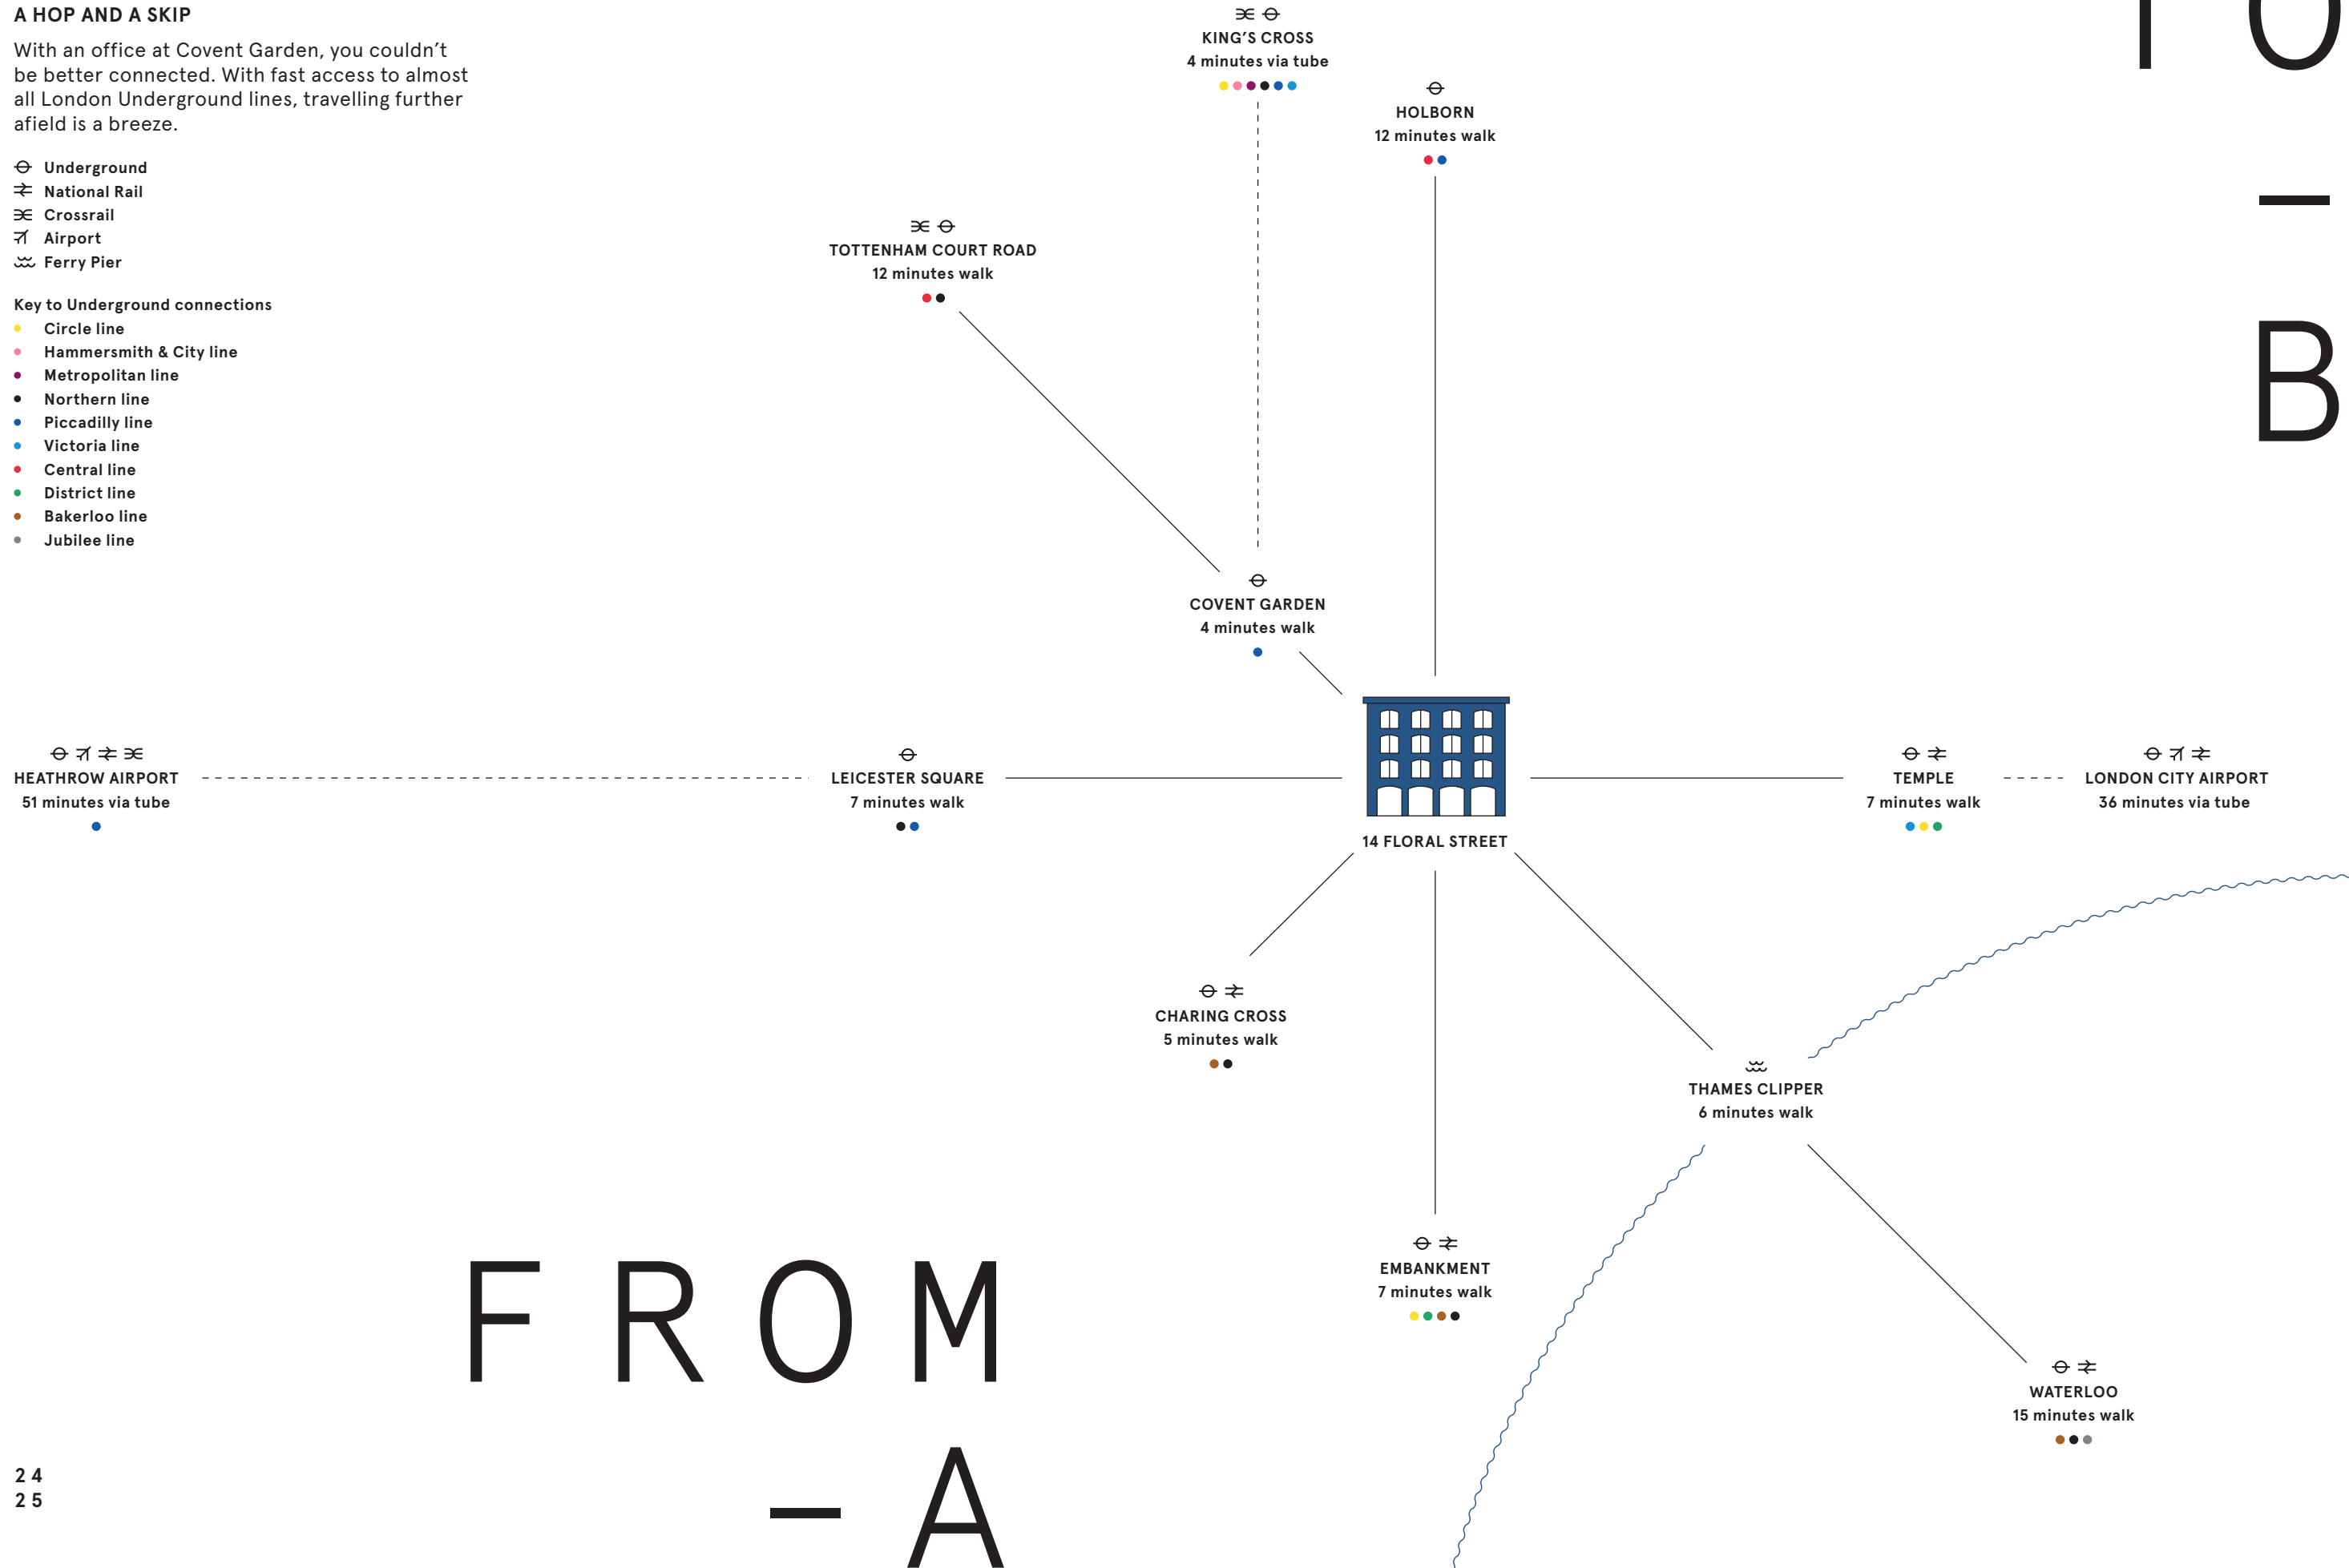 A HOP AND A SKIP
With an office at Covent Garden, you couldn’t
be better connected. With fast access to almost
all London Underground lines, travelling further
afield is a breeze.
Underground
National Rail
Crossrail
Airport
Ferry Pier
Key to Underground connections
Circle line
Hammersmith & City line
Metropolitan line
Northern line
Piccadilly line
Victoria line
Central line
District line
Bakerloo line
Jubilee line
KING’S CROSS
4 minutes via tube
HOLBORN
12 minutes walk
TOTTENHAM COURT ROAD
12 minutes walk
COVENT GARDEN
4 minutes walk
HEATHROW AIRPORT
51 minutes via tube
LEICESTER SQUARE
7 minutes walk
14 FLORAL STREET
TEMPLE
7 minutes walk
LONDON CITY AIRPORT
36 minutes via tube
CHARING CROSS
5 minutes walk
THAMES CLIPPER
6 minutes walk
EMBANKMENT
7 minutes walk
WATERLOO
15 minutes walk
FROM
– A
TO
–
B
24
25